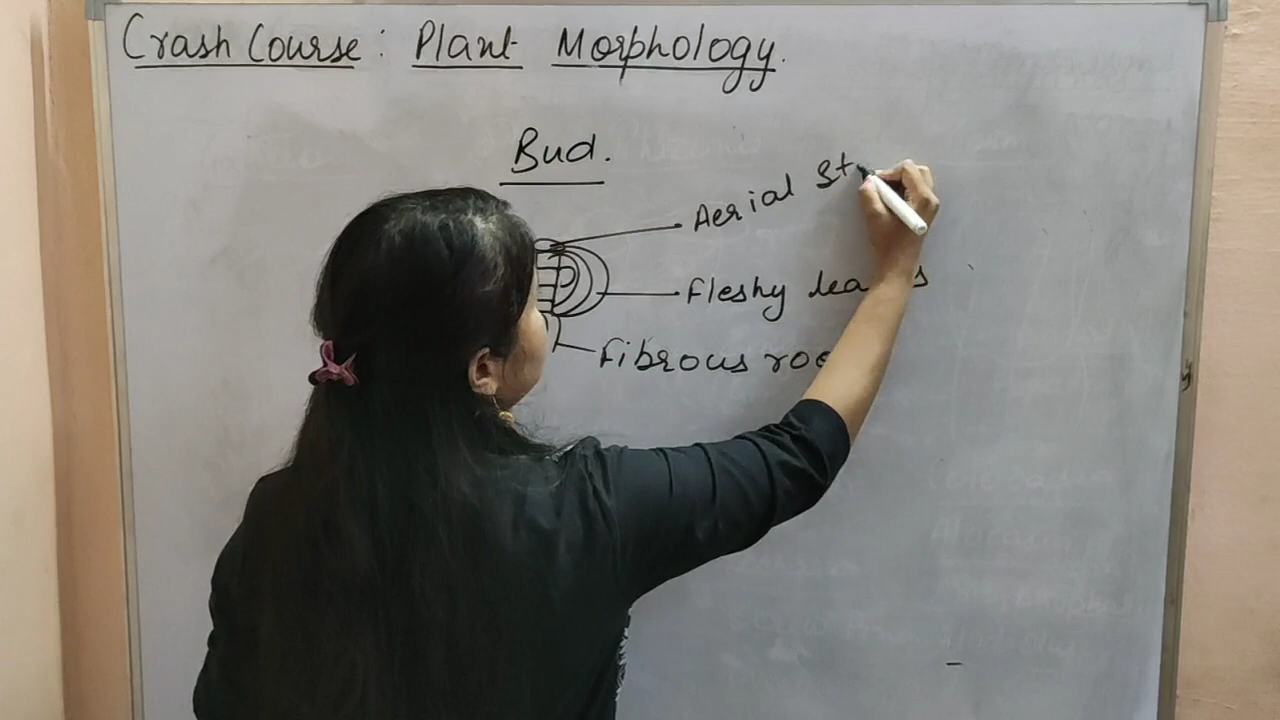 Crash Course: Plant Morphology.
Bud.
Aerial St
Fleshy lea s
Fibrous roo